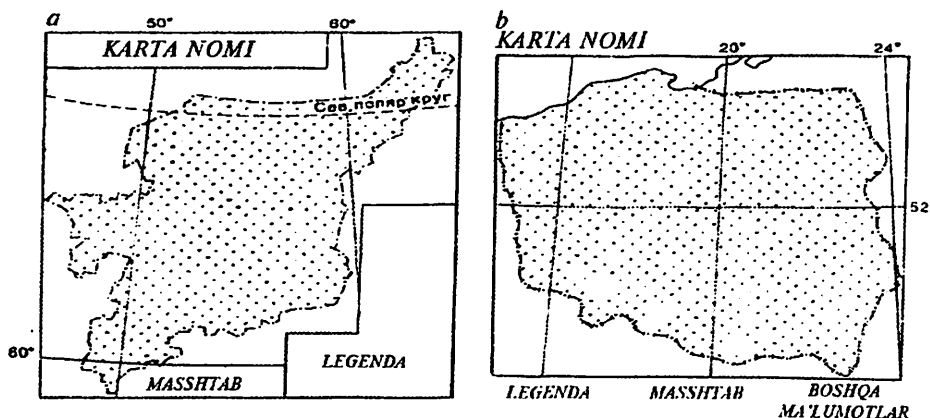 a
50° 60°
KARTA NOMI
Сев. поляр круг
60°
LEGENDA
MASSHTAB
b
KARTA NOMI
20° 24°
52
LEGENDA MASSHTAB BOSHQA
MA'LUMOTLAR